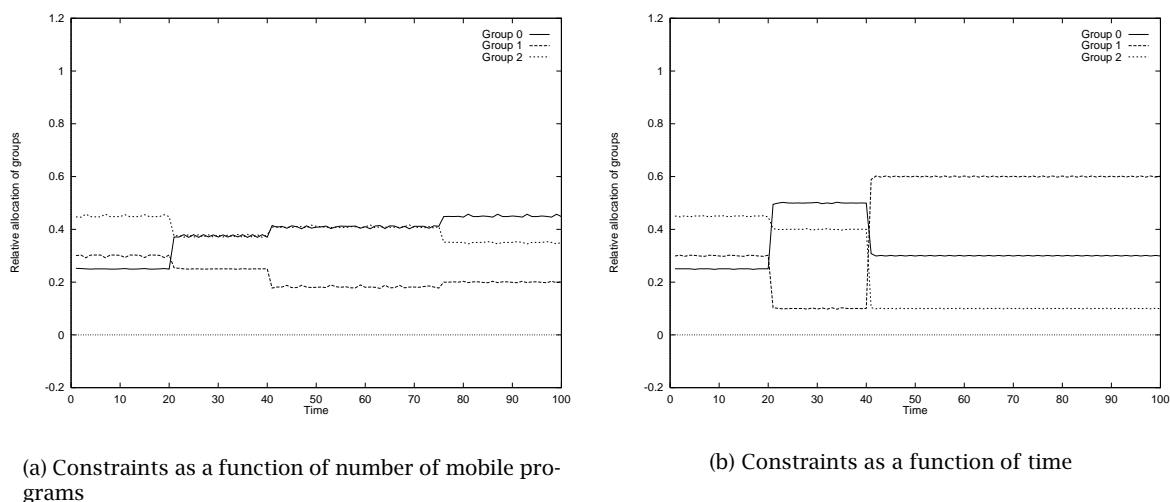 1.2
1
0.8
0.6
0.4
0.2
0
-0.2
0 10 20 30 40 50 60 70 80 90 100
Relative allocation of groups
Time
Group 0
Group 1
Group 2
(a) Constraints as a function of number of mobile pro-
grams
1.2
1
0.8
0.6
0.4
0.2
0
-0.2
0 10 20 30 40 50 60 70 80 90 100
Relative allocation of groups
Time
Group 0
Group 1
Group 2
(b) Constraints as a function of time